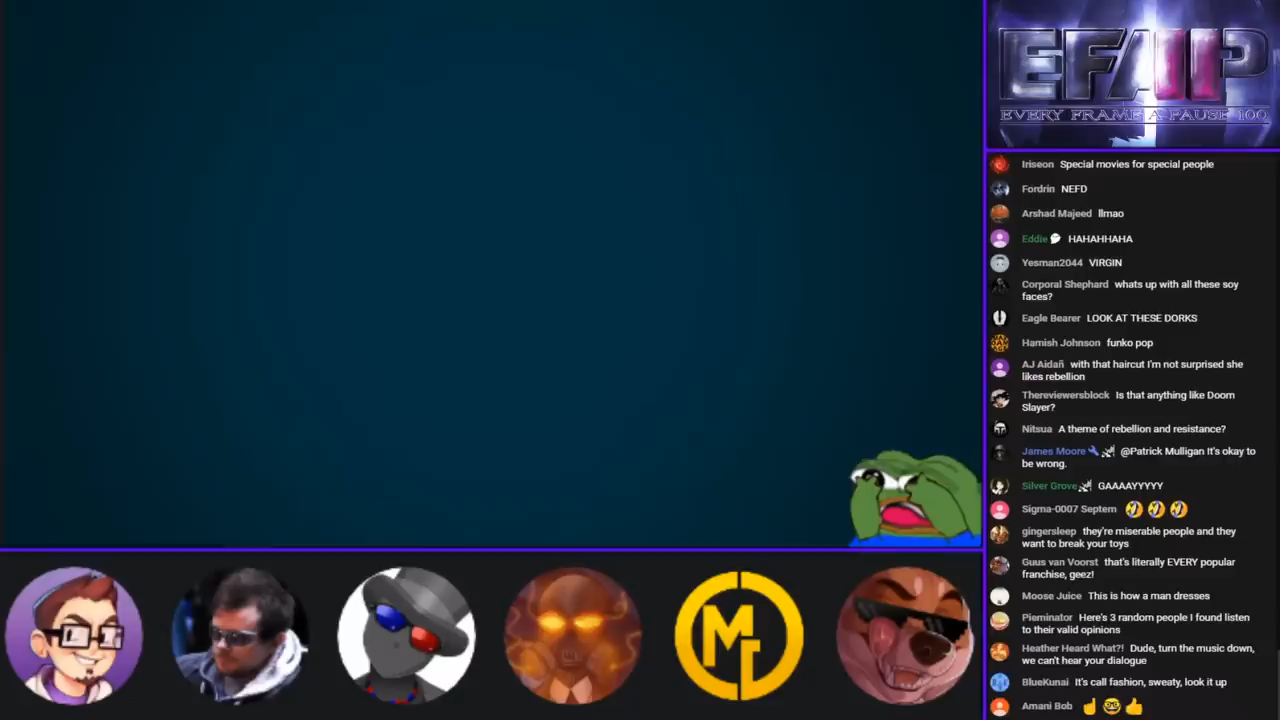 EFAP
EVERY FRAME A PAUSE 100
Iriseon Special movies for special people
Fordrin NEFD
Arshad Majeed llmao
Eddie HAHAHHAHA
Yesman2044 VIRGIN
Corporal Shephard whats up with all these soy
faces?
Eagle Bearer LOOK AT THESE DORKS
Hamish Johnson funko pop
AJ Aidañ with that haircut I'm not surprised she
likes rebellion
Thereviewersblock Is that anything like Doom
Slayer?
Nitsua A theme of rebellion and resistance?
James Moore @Patrick Mulligan It's okay to
be wrong.
Silver Grove GAAAAYYYYY
Sigma-0007 Septem 🤣 🤣 🤣
gingersleep they're miserable people and they
want to break your toys
Guus van Voorst that's literally EVERY popular
franchise, geez!
Moose Juice This is how a man dresses
Pieminator Here's 3 random people I found listen
to their valid opinions
Heather Heard What?! Dude, turn the music down,
we can't hear your dialogue
BlueKunai It's call fashion, sweaty, look it up
Amani Bob ☝ 🤓 👍